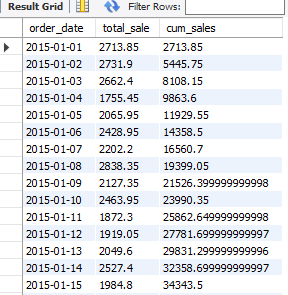 Result Grid Filter Rows:
order_date total_sale cum_sales
2015-01-01 2713.85 2713.85
2015-01-02 2731.9 5445.75
2015-01-03 2662.4 8108.15
2015-01-04 1755.45 9863.6
2015-01-05 2065.95 11929.55
2015-01-06 2428.95 14358.5
2015-01-07 2202.2 16560.7
2015-01-08 2838.35 19399.05
2015-01-09 2127.35 21526.399999999998
2015-01-10 2463.95 23990.35
2015-01-11 1872.3 25862.649999999998
2015-01-12 1919.05 27781.699999999997
2015-01-13 2049.6 29831.299999999996
2015-01-14 2527.4 32358.699999999997
2015-01-15 1984.8 34343.5